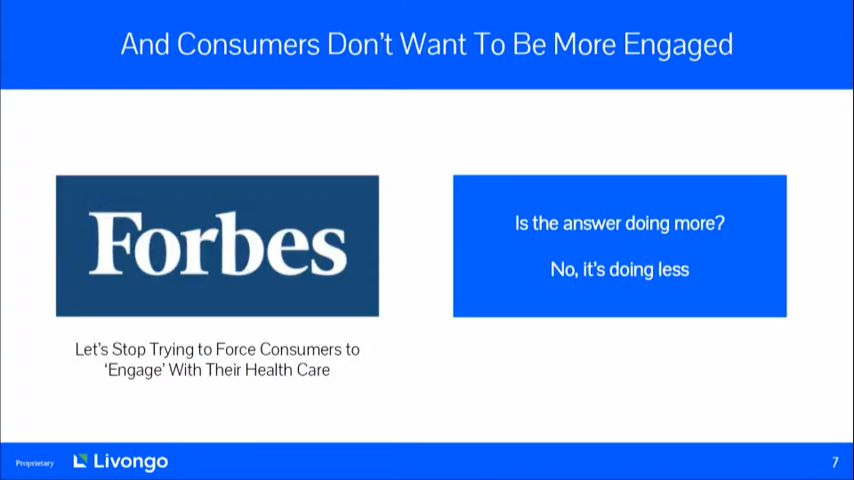 And Consumers Don't Want To Be More Engaged
Forbes
Let's Stop Trying to Force Consumers to
‘Engage’ With Their Health Care
Is the answer doing more?
No, it's doing less
Proprietary
Livongo
7